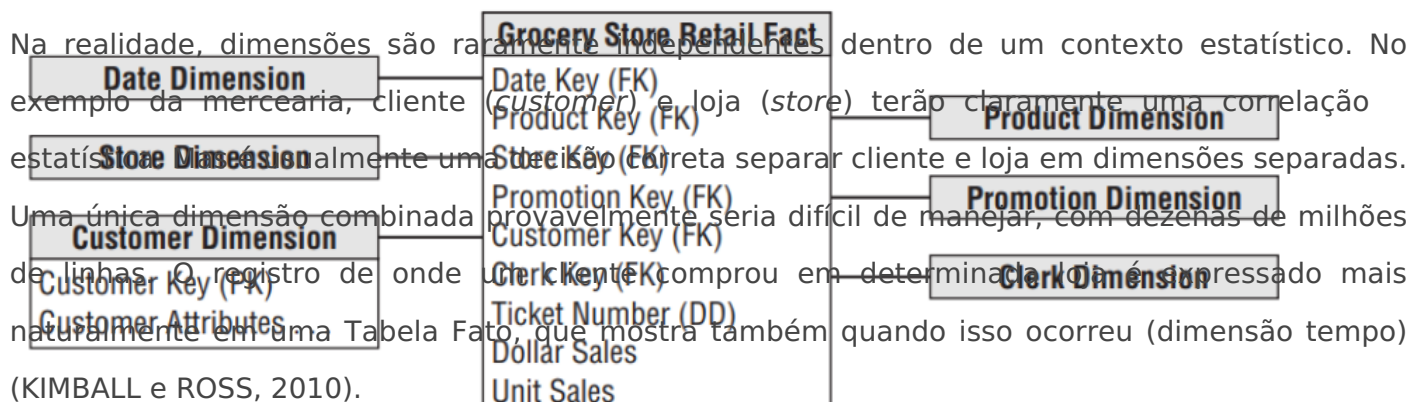 Na realidade, dimensões são raramente independentes dentro de um contexto estatístico. No
exemplo da mercearia, cliente (customer) e loja (store) terão claramente uma correlação
estatística. Mas é usualmente uma decisão correta separar cliente e loja em dimensões separadas.
Uma única dimensão combinada provavelmente seria difícil de manejar, com dezenas de milhões
de linhas. O registro de onde um cliente comprou em determinada loja é expressado mais
naturalmente em uma Tabela Fato, que mostra também quando isso ocorreu (dimensão tempo)
(KIMBALL e ROSS, 2010).
Date Dimension
Store Dimension
Customer Dimension
Customer Key (PK)
Customer Attributes ...
Grocery Store Retail Fact
Date Key (FK)
Product Key (FK)
Store Key (FK)
Promotion Key (FK)
Customer Key (FK)
Clerk Key (FK)
Ticket Number (DD)
Dollar Sales
Unit Sales
Product Dimension
Promotion Dimension
Clerk Dimension